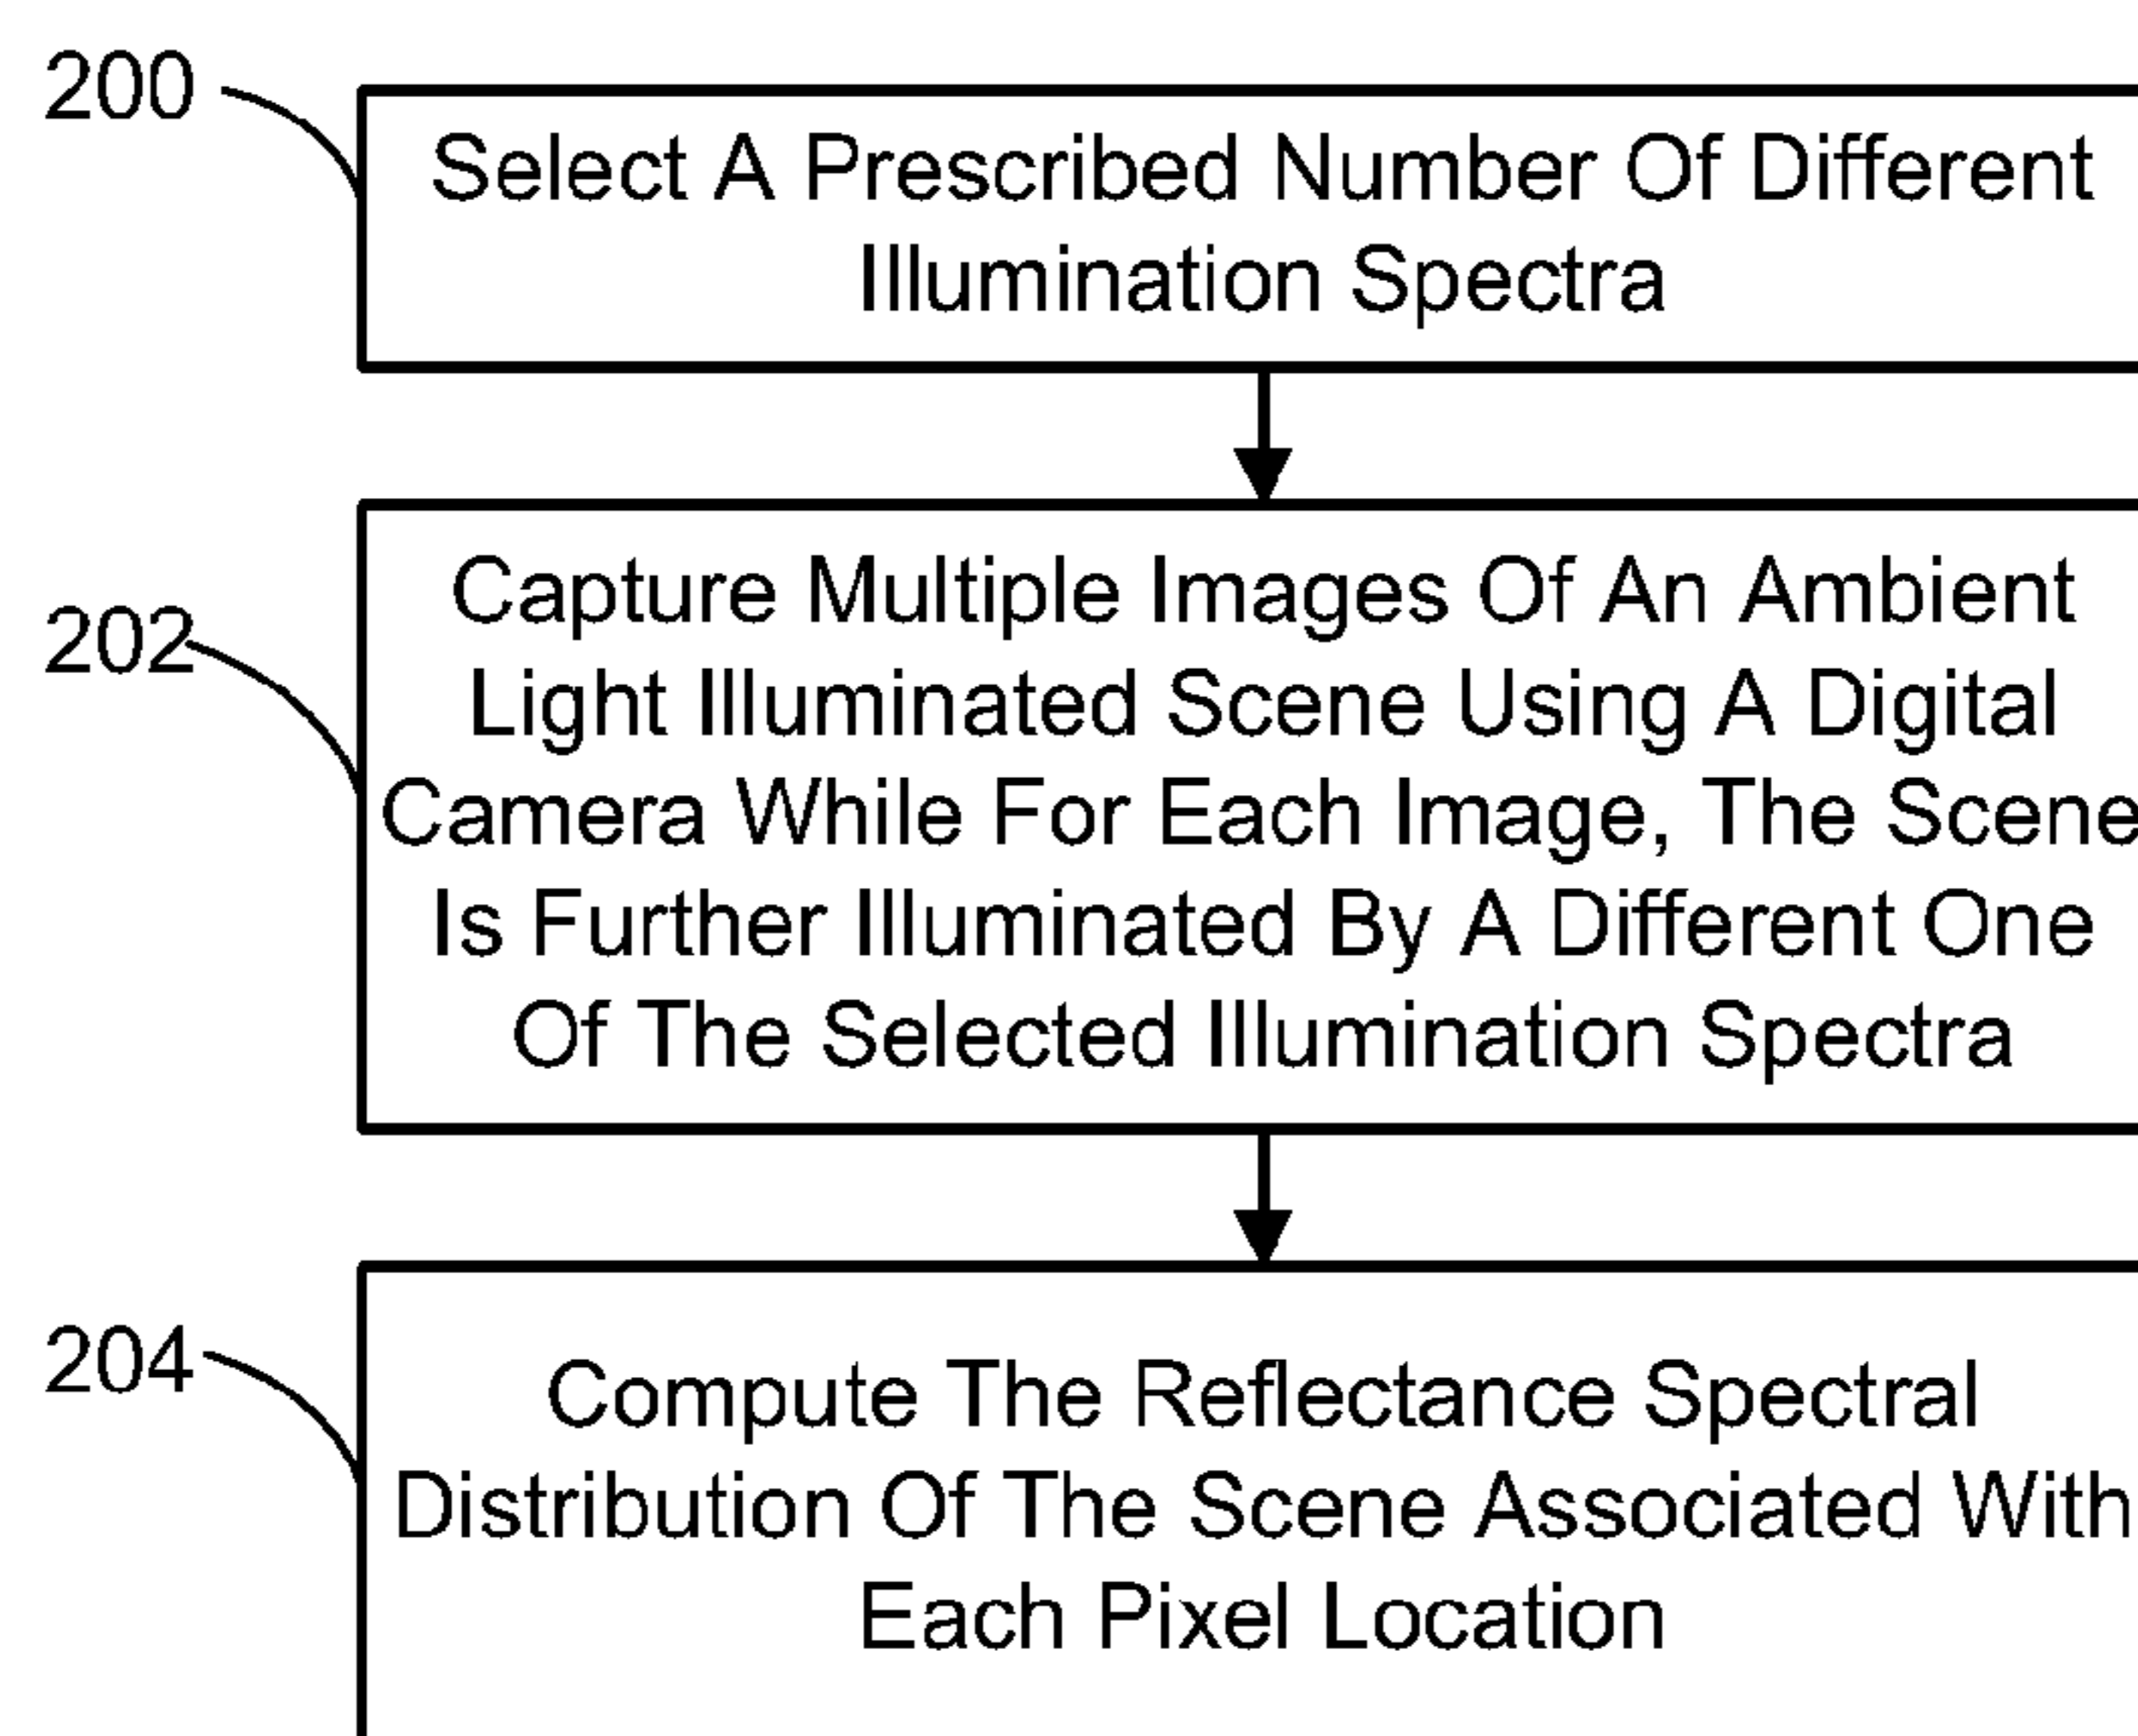 200
Select A Prescribed Number Of Different
Illumination Spectra
202
Capture Multiple Images Of An Ambient
Light Illuminated Scene Using A Digital
Camera While For Each Image, The Scene
Is Further Illuminated By A Different One
Of The Selected Illumination Spectra
204
Compute The Reflectance Spectral
Distribution Of The Scene Associated With
Each Pixel Location